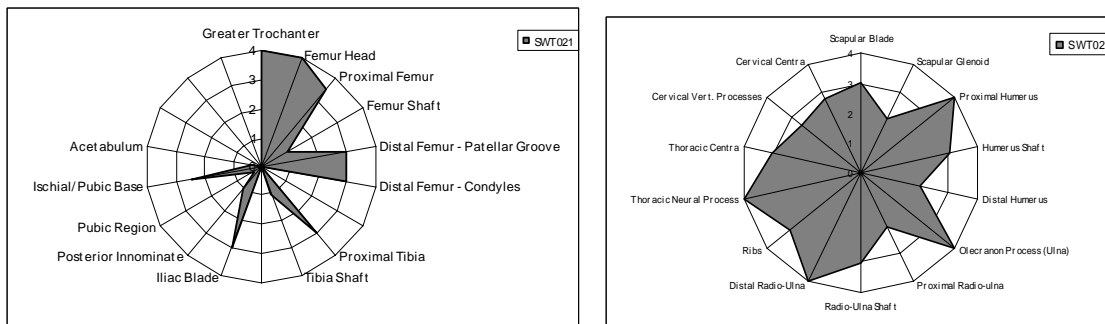 Greater Trochanter
SWT021
4
Femur Head
Proximal Femur
3
Femur Shaft
2
1
Acetabulum
Distal Femur - Patellar Groove
0
Ischial/Pubic Base
Distal Femur - Condyles
Pubic Region
Posterior Innominate
Proximal Tibia
Iliac Blade
Tibia Shaft
Scapular Blade
SWT02
4
Cervical Centra
Scapular Glenoid
3
Cervical Vert. Processes
Proximal Humerus
2
Thoracic Centra
Humerus Shaft
1
0
Thoracic Neural Process
Distal Humerus
Ribs
Olecranon Process (Ulna)
Distal Radio-Ulna
Proximal Radio-ulna
Radio-Ulna Shaft